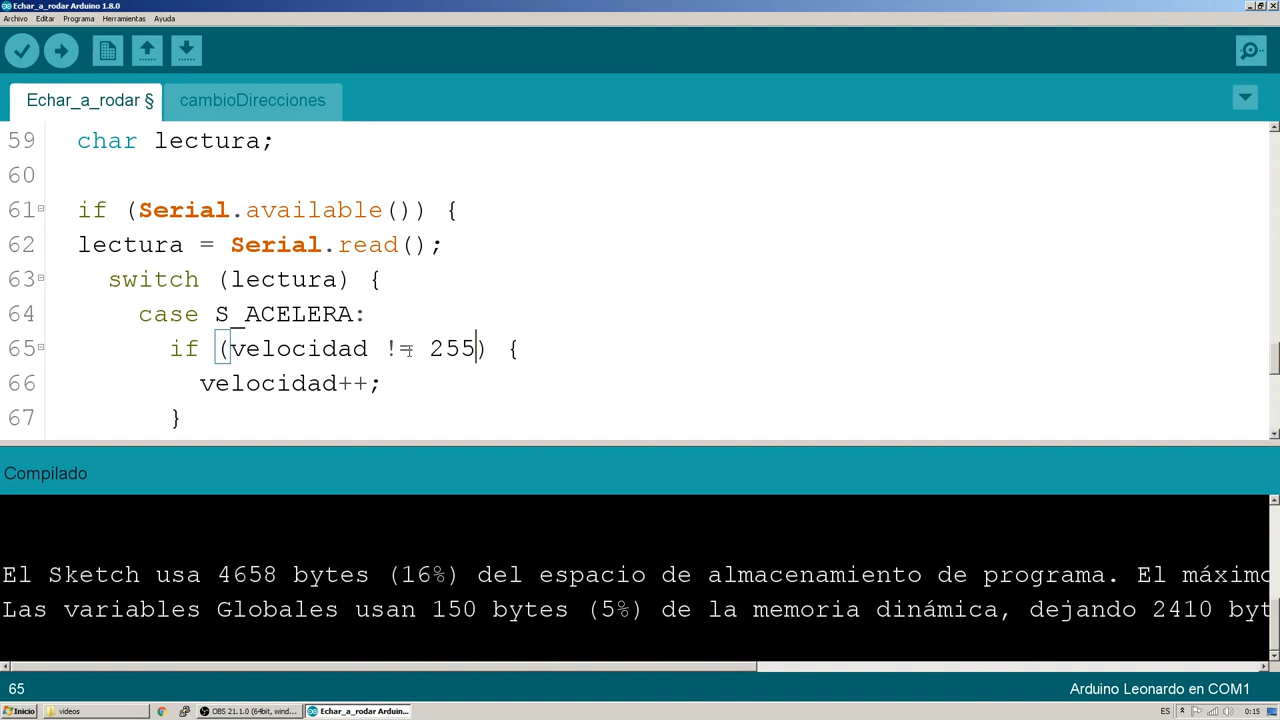 Echar_a_rodar Arduino 1.8.0
Archivo Editar Programa Herramientas Ayuda
Echar_a_rodar § cambioDirecciones
59 char lectura;
60
61 if (Serial.available()) {
62 lectura = Serial.read();
63 switch (lectura) {
64 case S_ACELERA:
65 if (velocidad != 255) {
66 velocidad++;
67 }
Compilado
El Sketch usa 4658 bytes (16%) del espacio de almacenamiento de programa. El máximo
Las variables Globales usan 150 bytes (5%) de la memoria dinámica, dejando 2410 byt
65 Arduino Leonardo en COM1
Inicio videos OBS 21.1.0 (64bit, wind... Echar_a_rodar Arduin... ES 0:15